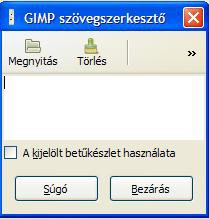 GIMP szövegszerkesztő
Megnyitás Törlés »
A kijelölt betűkészlet használata
Súgó Bezárás